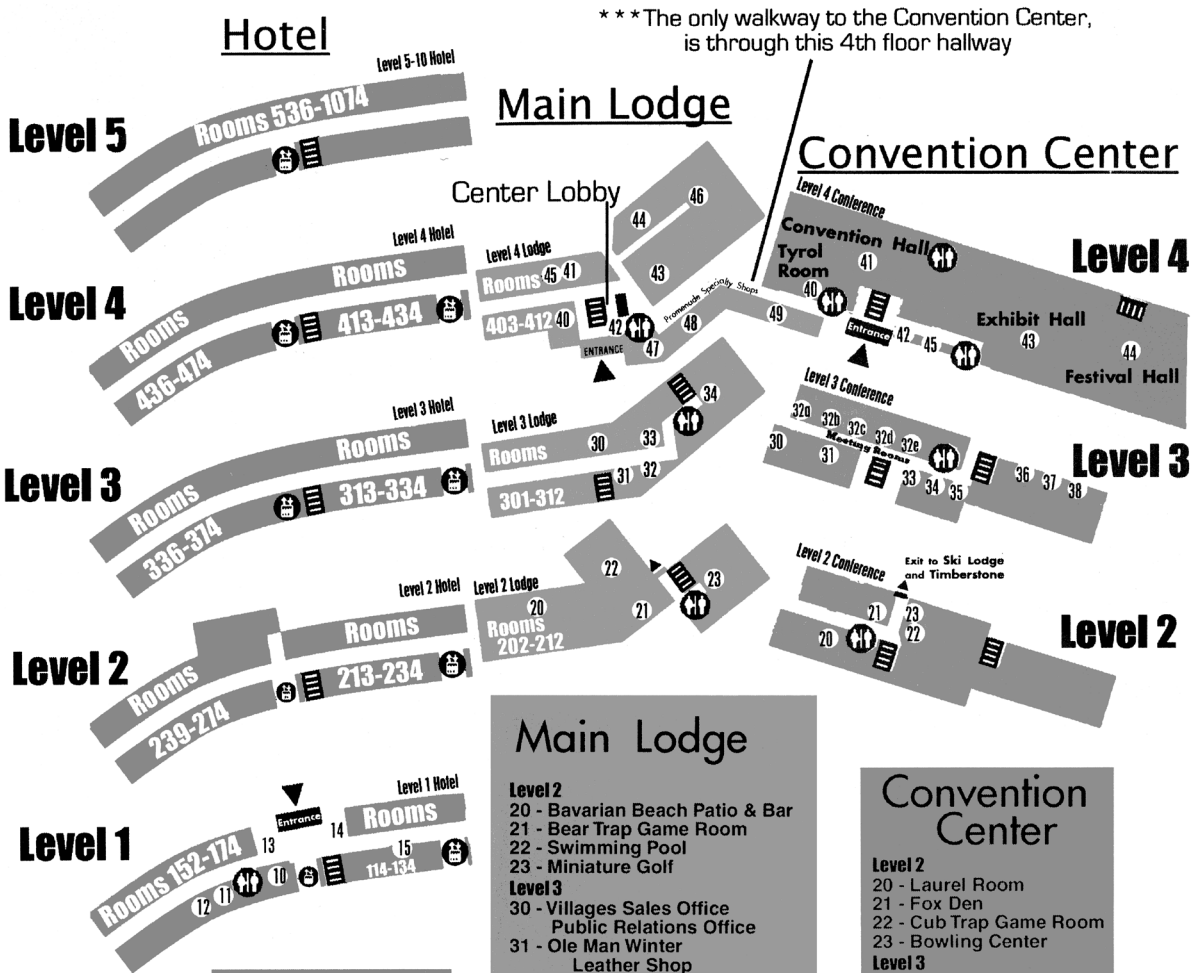 * * * The only walkway to the Convention Center,
is through this 4th floor hallway
Hotel
Main Lodge
Convention Center
Level 5
Level 5-10 Hotel
Rooms 536-1074
Center Lobby
Level 4
Level 4 Hotel
Rooms
413-434
436-474
Level 4 Lodge
Rooms
45
41
403-412
40
42
ENTRANCE
44
46
43
47
48
49
Promenade Specialty Shops
Level 4 Conference
Convention Hall
Tyrol
Room
41
40
Entrance
42
45
Exhibit Hall
43
44
Festival Hall
Level 4
Level 3
Level 3 Hotel
Rooms
Rooms
313-334
336-374
Level 3 Lodge
Rooms
30
33
34
31
32
301-312
Level 3 Conference
32a
32b
32c
32d
32e
Meeting Rooms
30
31
33
34
35
36
37
38
Level 3
Level 2
Level 2 Hotel
Rooms
Rooms
213-234
239-274
Level 2 Lodge
20
Rooms
202-212
22
21
23
Level 2 Conference
Exit to Ski Lodge
and Timberstone
21
23
20
22
Level 2
Level 1
Level 1 Hotel
Entrance
Rooms
13
14
15
Rooms 152-174
114-134
12
11
10
Main Lodge
Level 2
20 - Bavarian Beach Patio & Bar
21 - Bear Trap Game Room
22 - Swimming Pool
23 - Miniature Golf
Level 3
30 - Villages Sales Office
Public Relations Office
31 - Ole Man Winter
Leather Shop
Convention
Center
Level 2
20 - Laurel Room
21 - Fox Den
22 - Cub Trap Game Room
23 - Bowling Center
Level 3